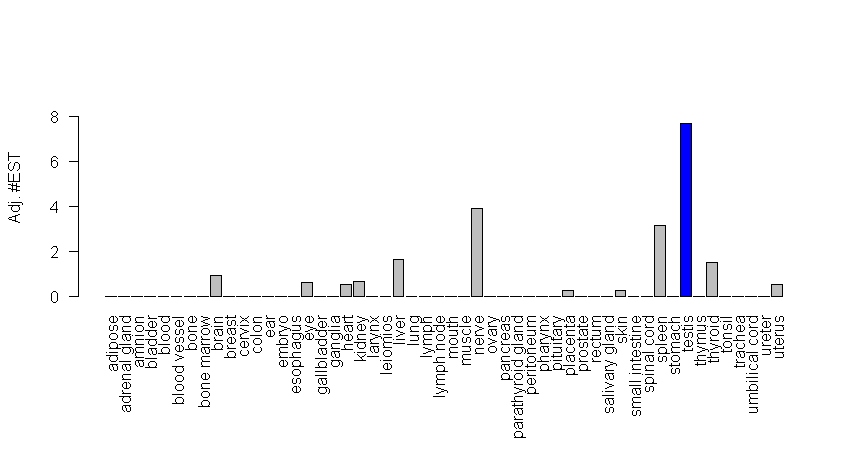 Adj. #EST
8
6
4
2
0
adipose
adrenal gland
amnion
bladder
blood
blood vessel
bone
bone marrow
brain
breast
cervix
colon
ear
embryo
esophagus
eye
gallbladder
ganglia
heart
kidney
larynx
leiomios
liver
lung
lymph
lymph node
mouth
muscle
nerve
ovary
pancreas
parathyroid gland
peritoneum
pharynx
pituitary
placenta
prostate
rectum
salivary gland
skin
small intestine
spinal cord
spleen
stomach
testis
thymus
thyroid
tonsil
trachea
umbilical cord
ureter
uterus